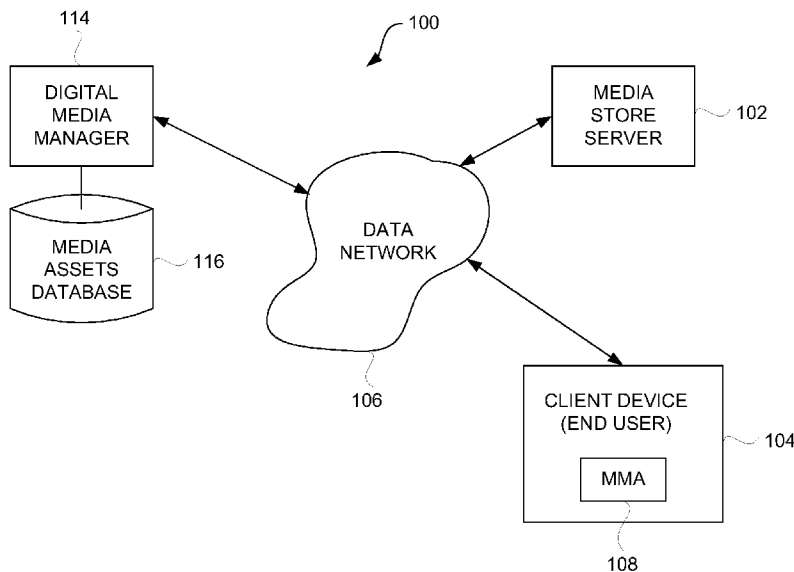 114
100
DIGITAL
MEDIA
MANAGER
MEDIA
STORE
SERVER
102
DATA
NETWORK
MEDIA
ASSETS
DATABASE
116
106
CLIENT DEVICE
(END USER)
104
MMA
108